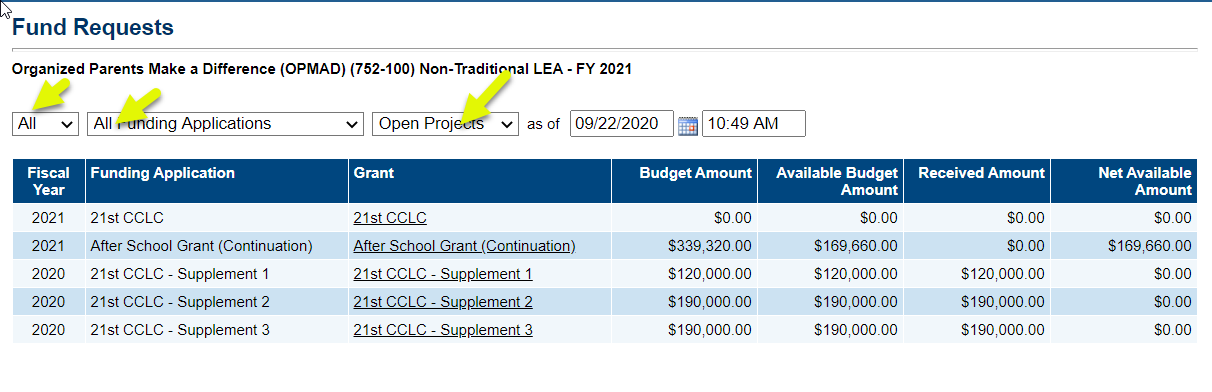 Fund Requests
Organized Parents Make a Difference (OPMAD) (752-100) Non-Traditional LEA - FY 2021
All All Funding Applications Open Projects as of 09/22/2020 10:49 AM
Fiscal Year Funding Application Grant Budget Amount Available Budget Amount Received Amount Net Available Amount
2021 21st CCLC 21st CCLC $0.00 $0.00 $0.00 $0.00
2021 After School Grant (Continuation) After School Grant (Continuation) $339,320.00 $169,660.00 $0.00 $169,660.00
2020 21st CCLC - Supplement 1 21st CCLC - Supplement 1 $120,000.00 $120,000.00 $120,000.00 $0.00
2020 21st CCLC - Supplement 2 21st CCLC - Supplement 2 $190,000.00 $190,000.00 $190,000.00 $0.00
2020 21st CCLC - Supplement 3 21st CCLC - Supplement 3 $190,000.00 $190,000.00 $190,000.00 $0.00